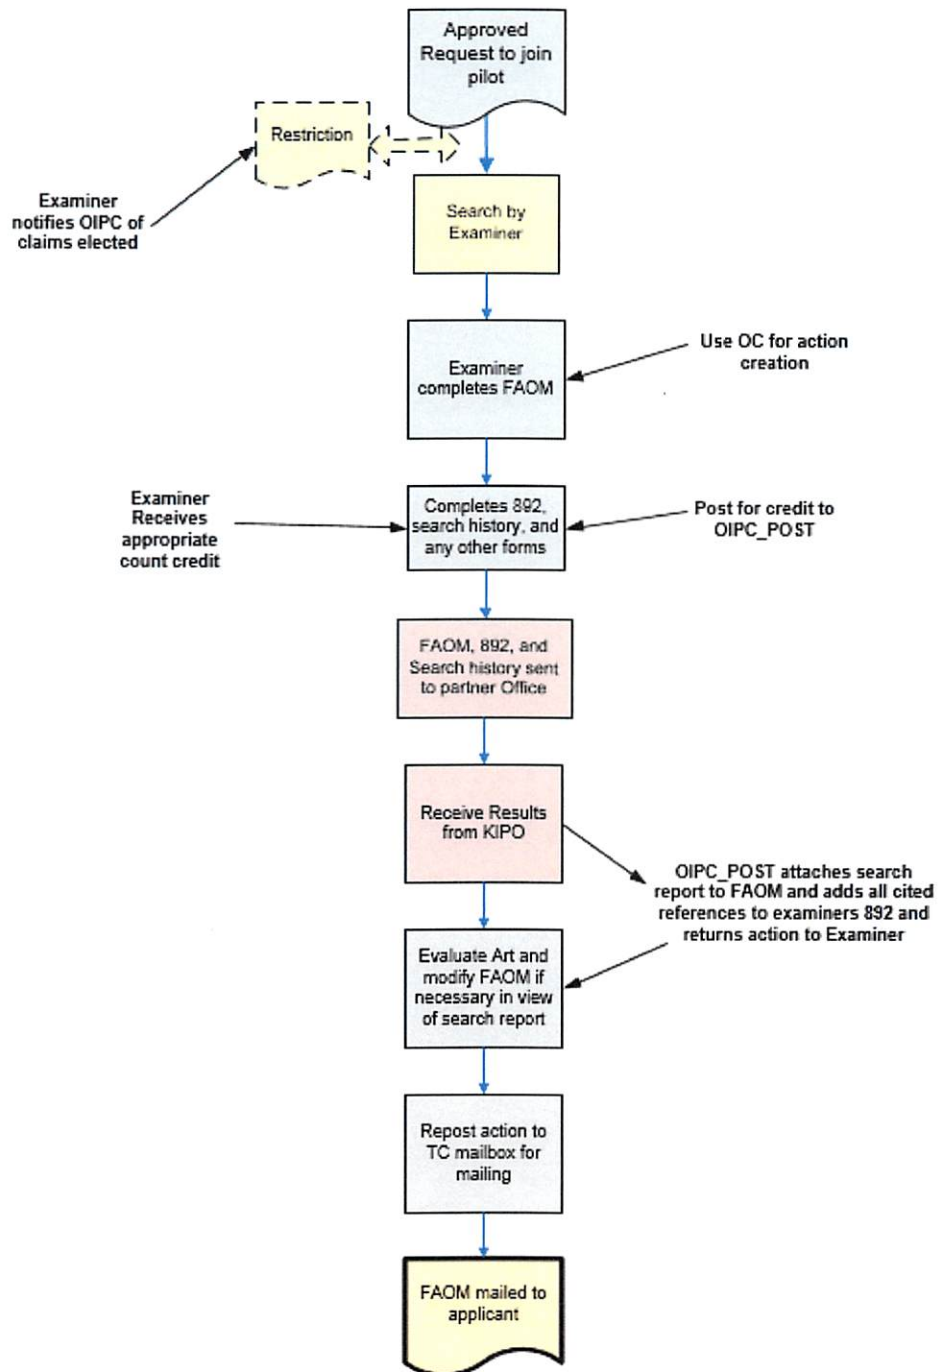 Approved
Request to join
pilot
Restriction
Examiner
notifies OIPC of
claims elected
Search by
Examiner
Examiner
completes FAOM
Use OC for action
creation
Examiner
Receives
appropriate
count credit
Completes 892,
search history, and
any other forms
Post for credit to
OIPC_POST
FAOM, 892, and
Search history sent
to partner Office
Receive Results
from KIPO
OIPC_POST attaches search
report to FAOM and adds all cited
references to examiners 892 and
returns action to Examiner
Evaluate Art and
modify FAOM if
necessary in view
of search report
Repost action to
TC mailbox for
mailing
FAOM mailed to
applicant